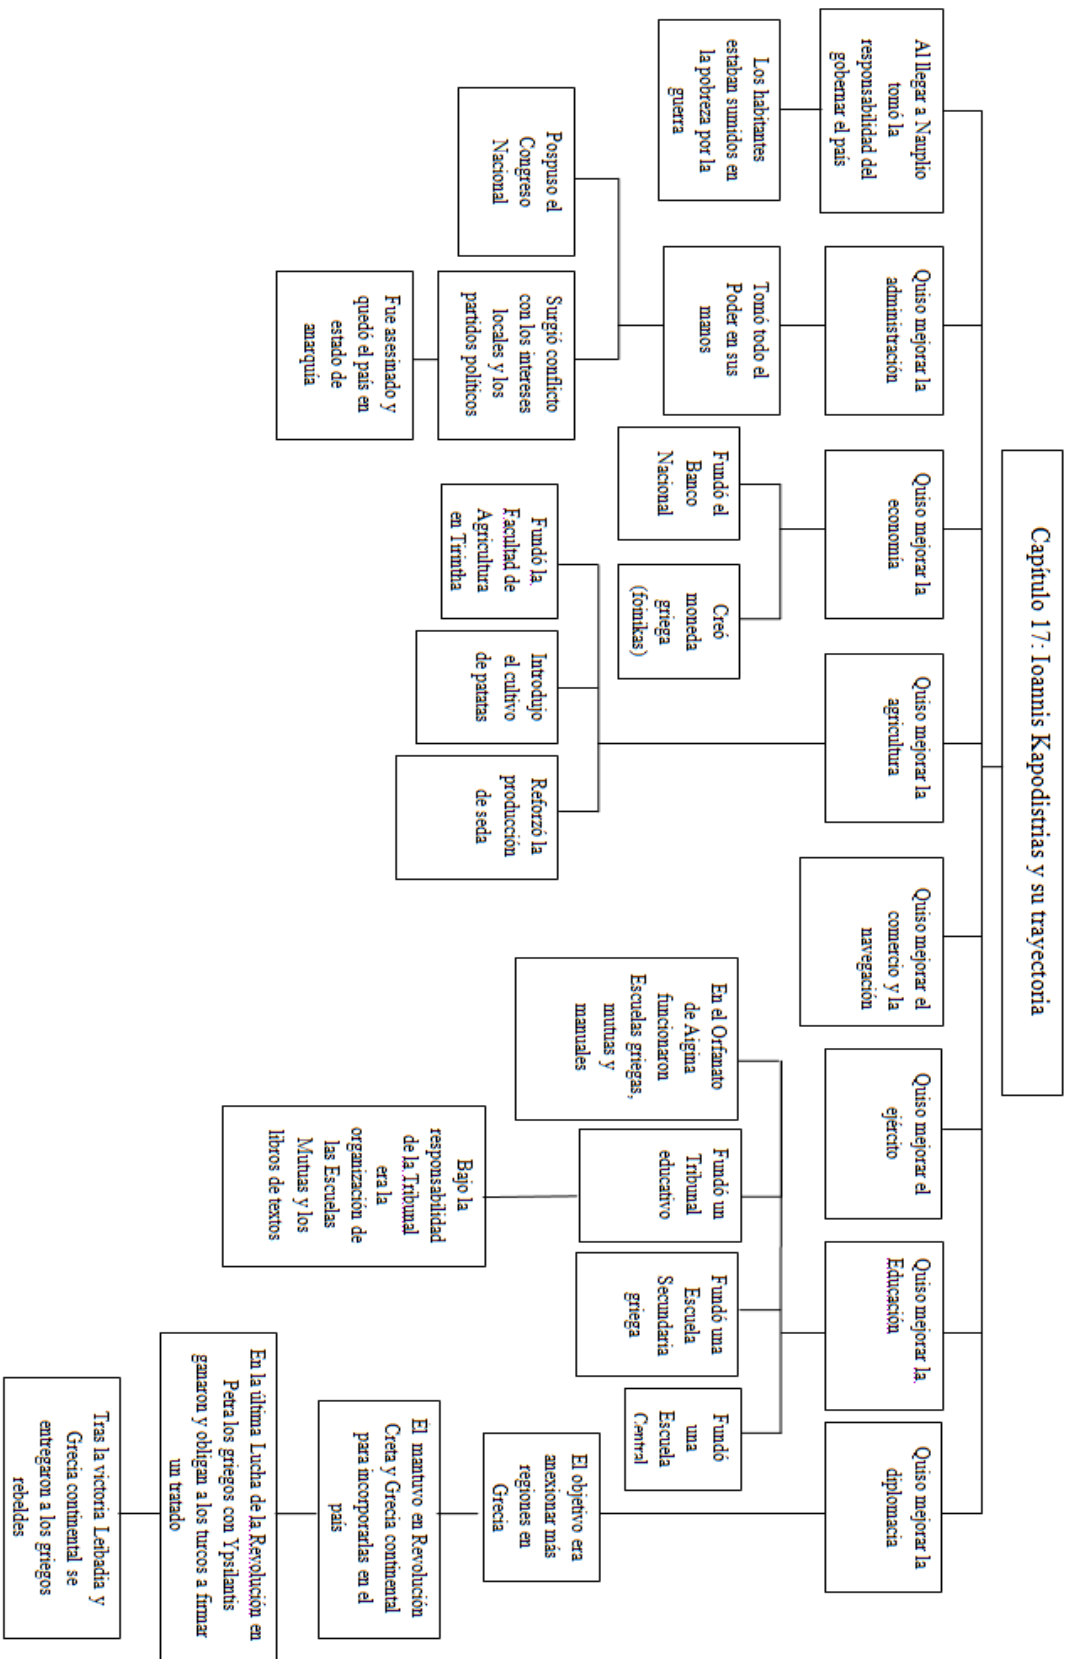 Capítulo 17: Ioannis Kapodistrias y su trayectoria
Al llegar a Nauplio
tomó la
responsabilidad del
gobernar el país
Los habitantes
estaban sumidos en
la pobreza por la
guerra
Quiso mejorar la
administración
Tomó todo el
Poder en sus
manos
Pospuso el
Congreso
Nacional
Surgió conflicto
con los intereses
locales y los
partidos políticos
Fue asesinado y
quedó el país en
estado de
anarquía
Quiso mejorar la
economía
Fundó el
Banco
Nacional
Creó
moneda
griega
(foinikas)
Quiso mejorar la
agricultura
Fundó la
Facultad de
Agricultura
en Tirintha
Introdujo
el cultivo
de patatas
Reforzó la
producción
de seda
Quiso mejorar el
comercio y la
navegación
Quiso mejorar el
ejército
Quiso mejorar la
Educación
En el Orfanato
de Aigina
funcionaron
Escuelas griegas,
mutuas y
manuales
Fundó un
Tribunal
educativo
Bajo la
responsabilidad
de la Tribunal
era la
organización de
las Escuelas
Mutuas y los
libros de textos
Fundó una
Escuela
Secundaria
griega
Fundó
una
Escuela
Central
Quiso mejorar la
diplomacia
El objetivo era
anexionar más
regiones en
Grecia
Él mantuvo en Revolución
Creta y Grecia continental
para incorporarlas en el
país
En la última Lucha de la Revolución en
Petra los griegos con Ypsilantis
ganaron y obligan a los turcos a firmar
un tratado
Tras la victoria Leibadia y
Grecia continental se
entregaron a los griegos
rebeldes